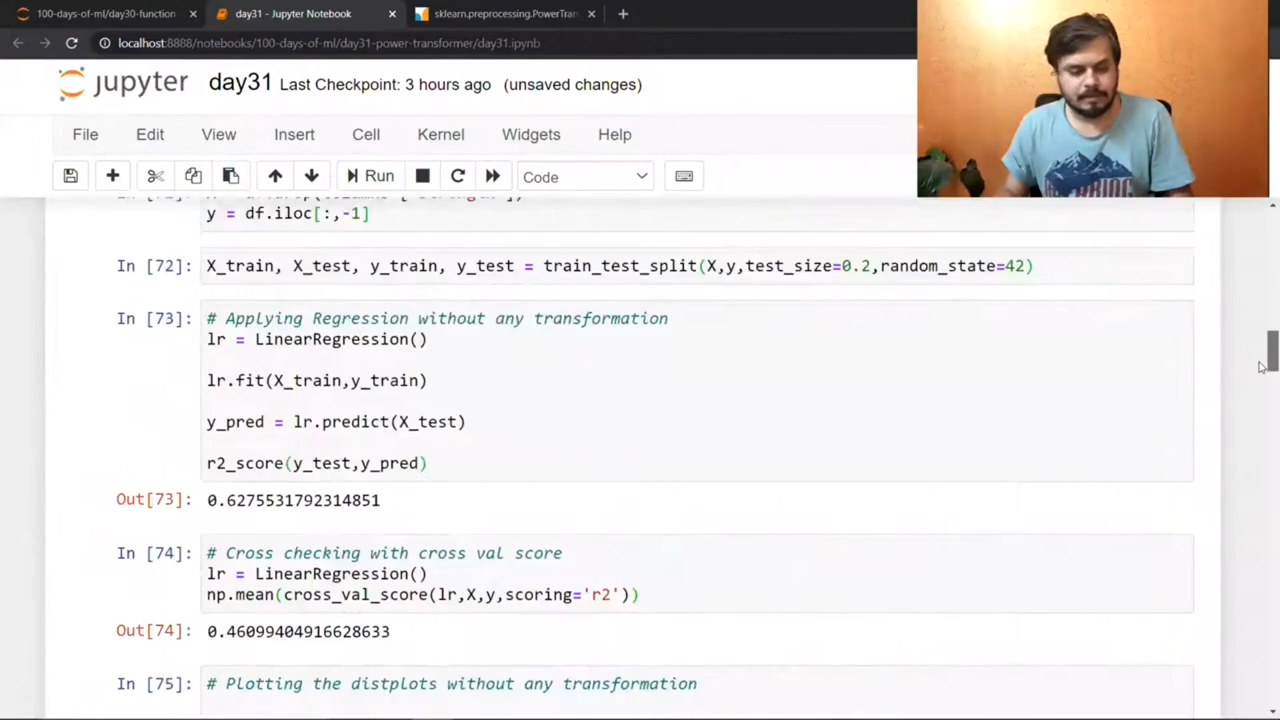 100-days-of-ml/day30-function
day31 - Jupyter Notebook
sklearn.preprocessing.PowerTran
localhost:8888/notebooks/100-days-of-ml/day31-power-transformer/day31.ipynb
jupyter day31 Last Checkpoint: 3 hours ago (unsaved changes)
File Edit View Insert Cell Kernel Widgets Help
Run Code
y = df.iloc[:,-1]
In [72]: X_train, X_test, y_train, y_test = train_test_split(X,y,test_size=0.2,random_state=42)
In [73]: # Applying Regression without any transformation
lr = LinearRegression()
lr.fit(X_train,y_train)
y_pred = lr.predict(X_test)
r2_score(y_test,y_pred)
Out[73]: 0.6275531792314851
In [74]: # Cross checking with cross val score
lr = LinearRegression()
np.mean(cross_val_score(lr,X,y,scoring='r2'))
Out[74]: 0.46099404916628633
In [75]: # Plotting the distplots without any transformation